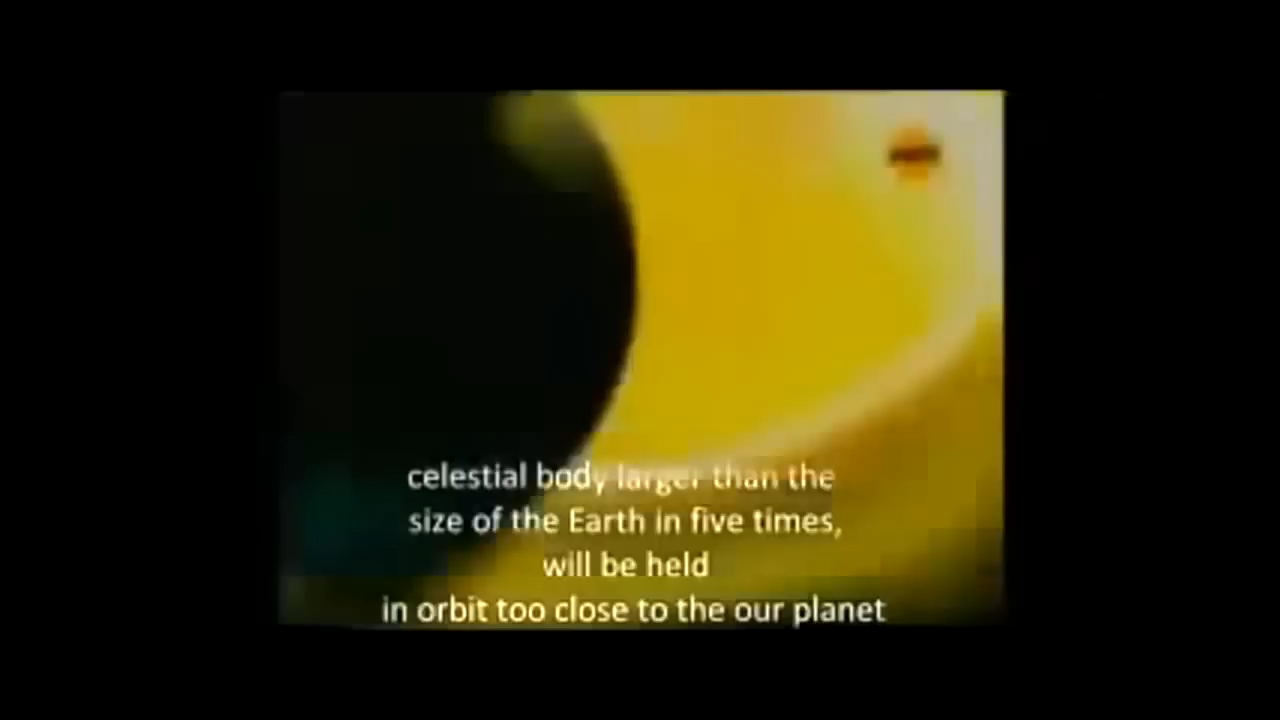 celestial body larger than the
size of the Earth in five times,
will be held
in orbit too close to the our planet